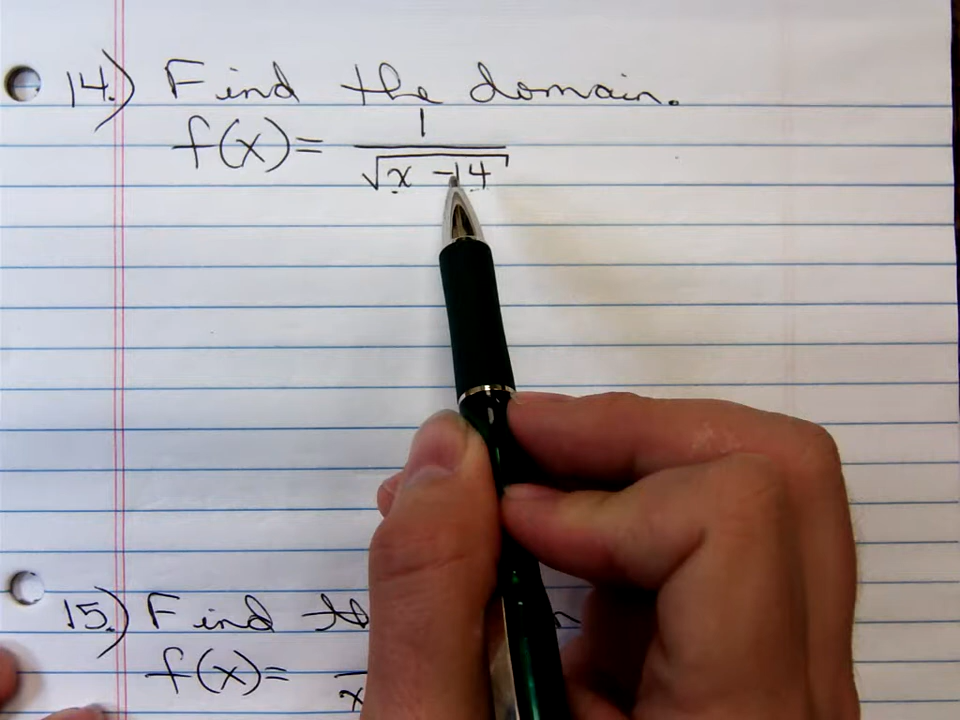 14.) Find the domain.
f(x)= 1/√x -14
15.) Find
f(x)=